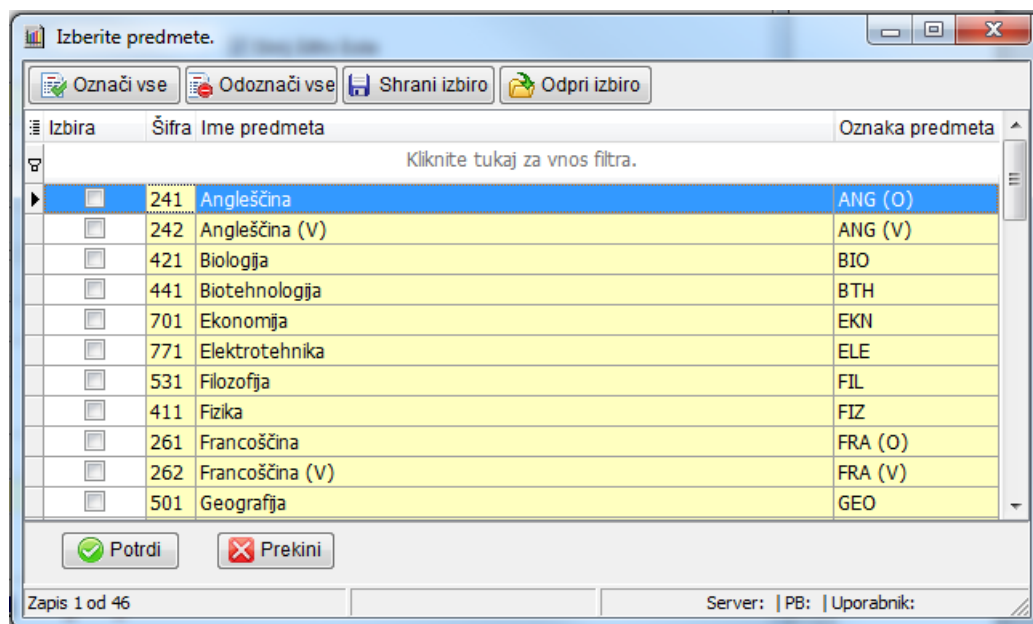 Izberite predmete.
Označi vse Odoznači vse Shrani izbiro Odpri izbiro
Izbira Šifra Ime predmeta Oznaka predmeta
Kliknite tukaj za vnos filtra.
241 Angleščina ANG (O)
242 Angleščina (V) ANG (V)
421 Biologija BIO
441 Biotehnologija BTH
701 Ekonomija EKN
771 Elektrotehnika ELE
531 Filozofija FIL
411 Fizika FIZ
261 Francoščina FRA (O)
262 Francoščina (V) FRA (V)
501 Geografija GEO
Potrdi Prekini
Zapis 1 od 46 Server: | PB: | Uporabnik: